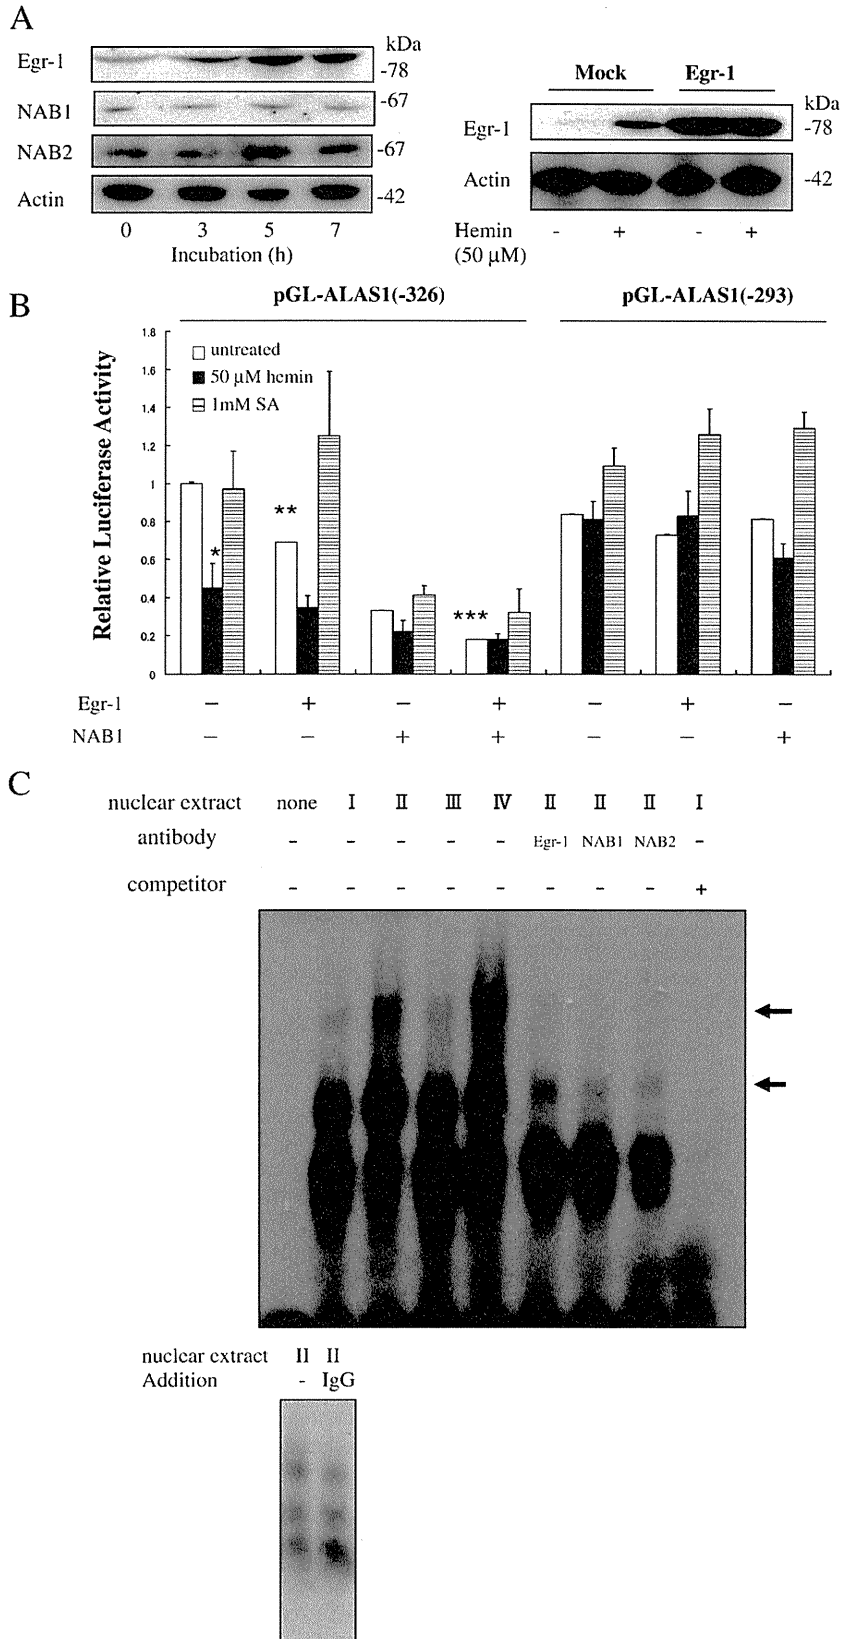 A
kDa
Egr-1
-78
NAB1
-67
NAB2
-67
Actin
-42
0 3 5 7
Incubation (h)
Mock Egr-1
kDa
Egr-1
-78
Actin
-42
Hemin - + - +
(50 µM)
B
pGL-ALAS1(-326) pGL-ALAS1(-293)
Relative Luciferase Activity
1.8
1.6
1.4
1.2
1
0.8
0.6
0.4
0.2
0
untreated
50 µM hemin
1mM SA
*
**
***
Egr-1 − + − + − + −
NAB1 − − + + − − +
C
nuclear extract none I II III IV II II II I
antibody - - - - - Egr-1 NAB1 NAB2 -
competitor - - - - - - - - +
nuclear extract II II
Addition - IgG